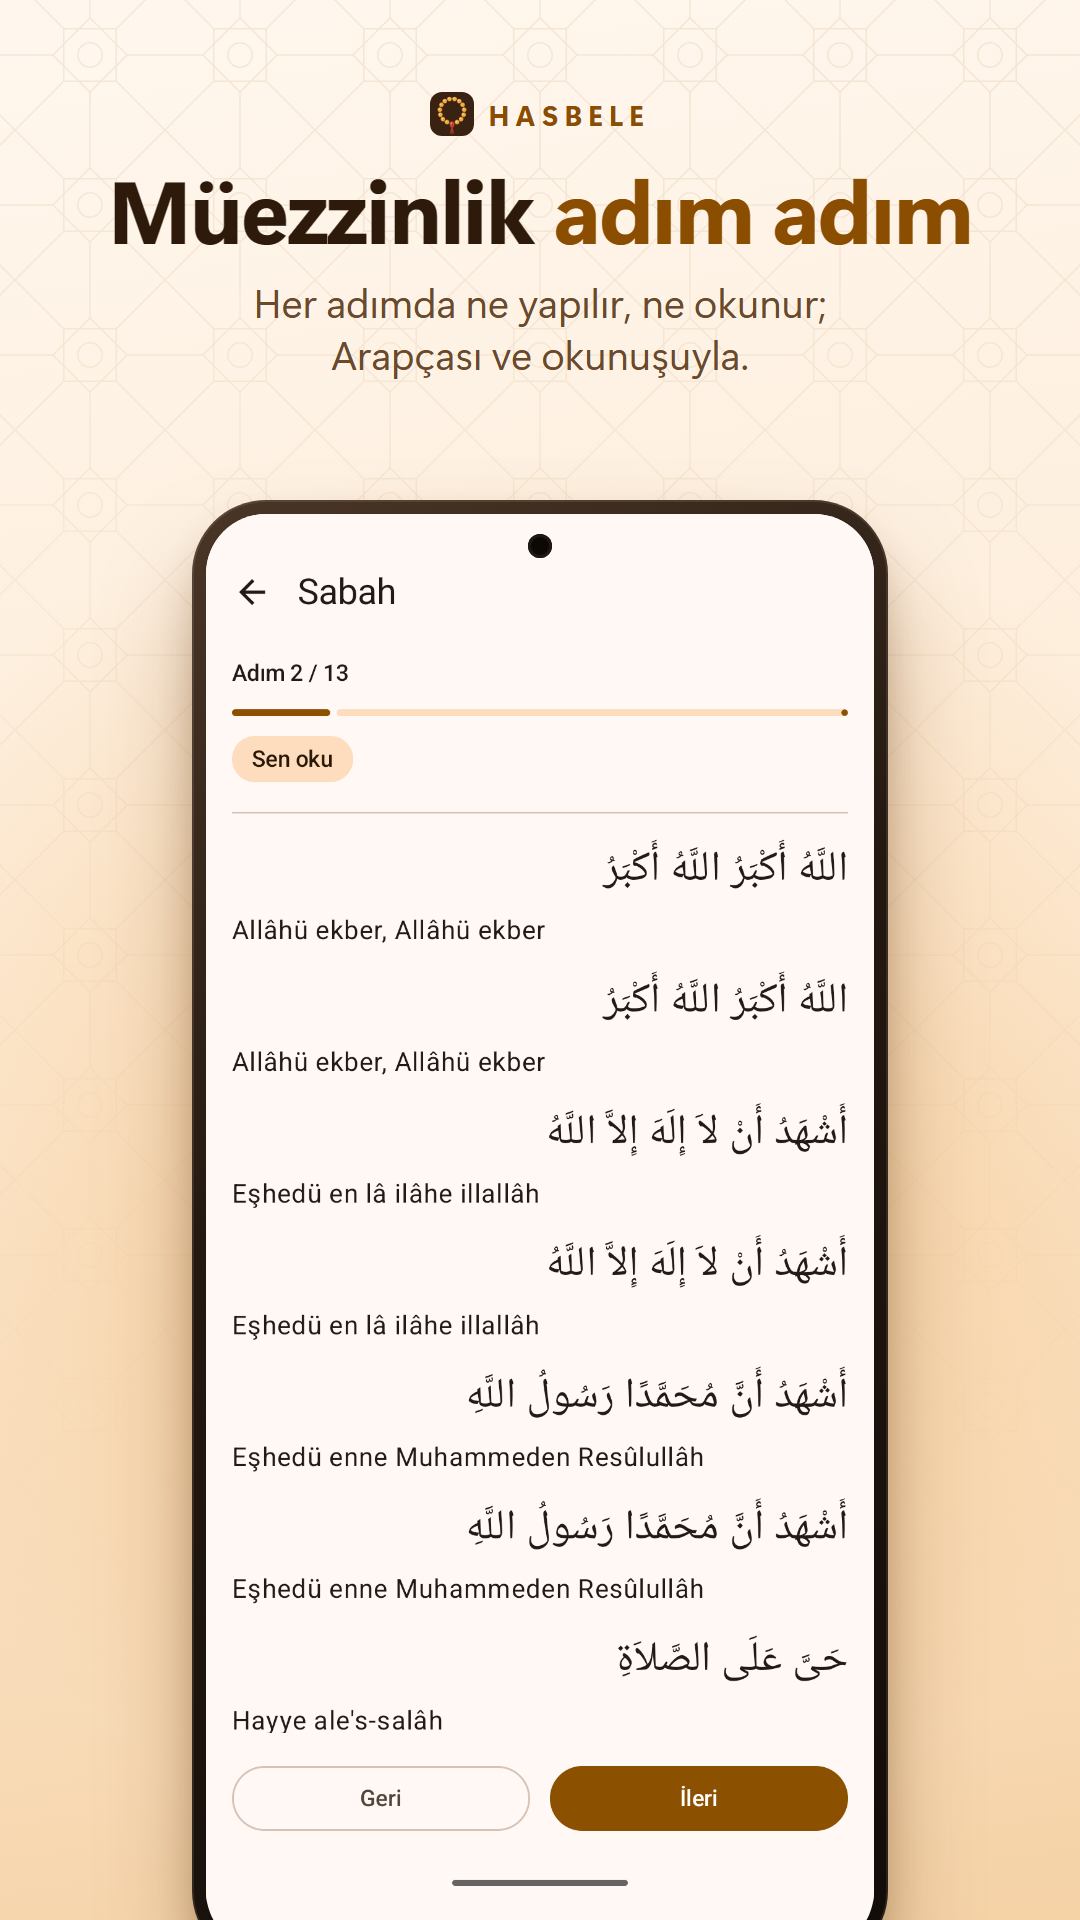 HASBELE
Müezzinlik adım adım
Her adımda ne yapılır, ne okunur;
Arapçası ve okunuşuyla.
Sabah
Adım 2 / 13
Sen oku
اللَّهُ أَكْبَرُ اللَّهُ أَكْبَرُ
Allâhü ekber, Allâhü ekber
اللَّهُ أَكْبَرُ اللَّهُ أَكْبَرُ
Allâhü ekber, Allâhü ekber
أَشْهَدُ أَنْ لاَ إِلَهَ إِلاَّ اللَّهُ
Eşhedü en lâ ilâhe illallâh
أَشْهَدُ أَنْ لاَ إِلَهَ إِلاَّ اللَّهُ
Eşhedü en lâ ilâhe illallâh
أَشْهَدُ أَنَّ مُحَمَّدًا رَسُولُ اللَّهِ
Eşhedü enne Muhammeden Resûlullâh
أَشْهَدُ أَنَّ مُحَمَّدًا رَسُولُ اللَّهِ
Eşhedü enne Muhammeden Resûlullâh
حَىَّ عَلَى الصَّلاَةِ
Hayye ale's-salâh
Geri
İleri